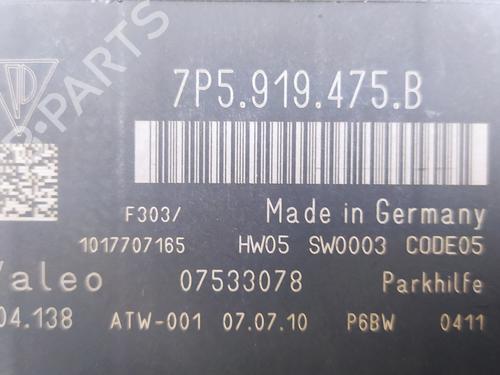 7P5.919.475.B
F303/ Made in Germany
1017707165 HW05 SW0003 CODE05
Valeo 07533078 Parkhilfe
04.138 ATW-001 07.07.10 P6BW 0411